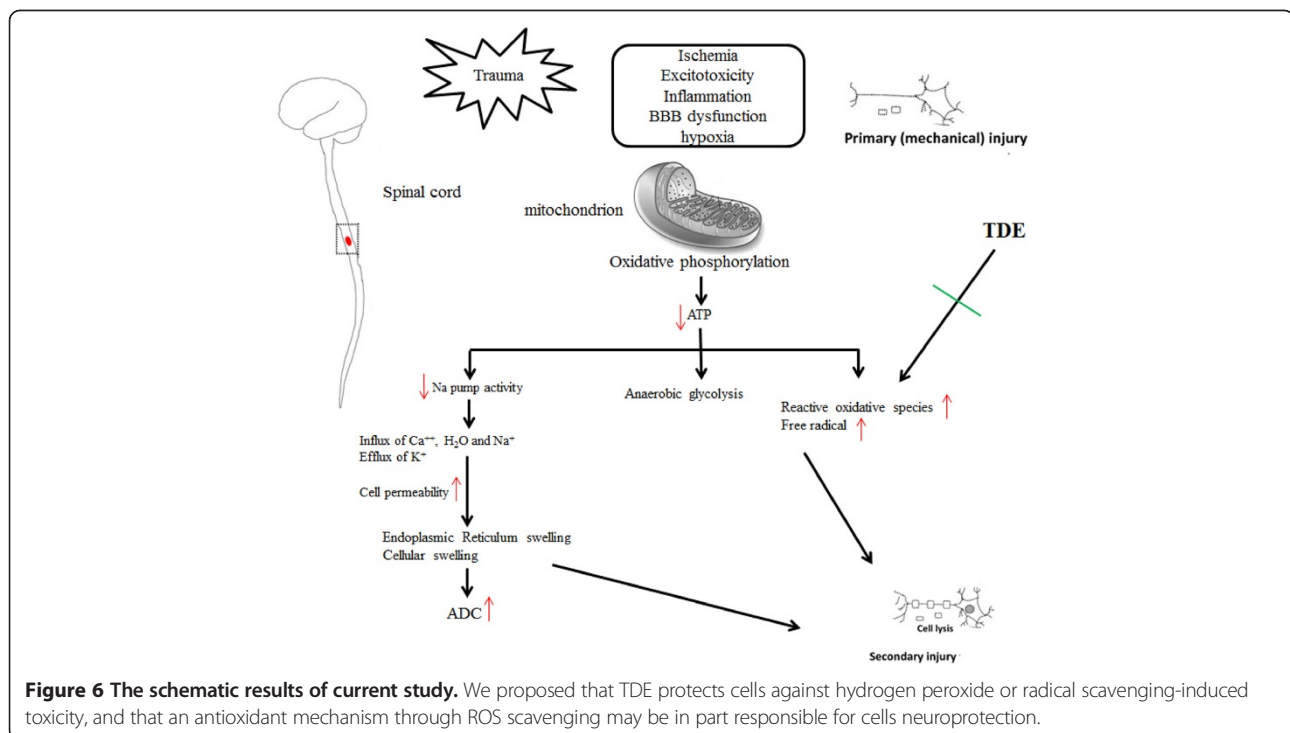 Trauma
Ischemia
Excitotoxicity
Inflammation
BBB dysfunction
hypoxia
Primary (mechanical) injury
Spinal cord
mitochondrion
Oxidative phosphorylation
TDE
ATP
Na pump activity
Anaerobic glycolysis
Reactive oxidative species
Free radical
Influx of Ca⁺⁺, H₂O and Na⁺
Efflux of K⁺
Cell permeability
Endoplasmic Reticulum swelling
Cellular swelling
ADC
Cell lysis
Secondary injury
Figure 6 The schematic results of current study. We proposed that TDE protects cells against hydrogen peroxide or radical scavenging-induced
toxicity, and that an antioxidant mechanism through ROS scavenging may be in part responsible for cells neuroprotection.